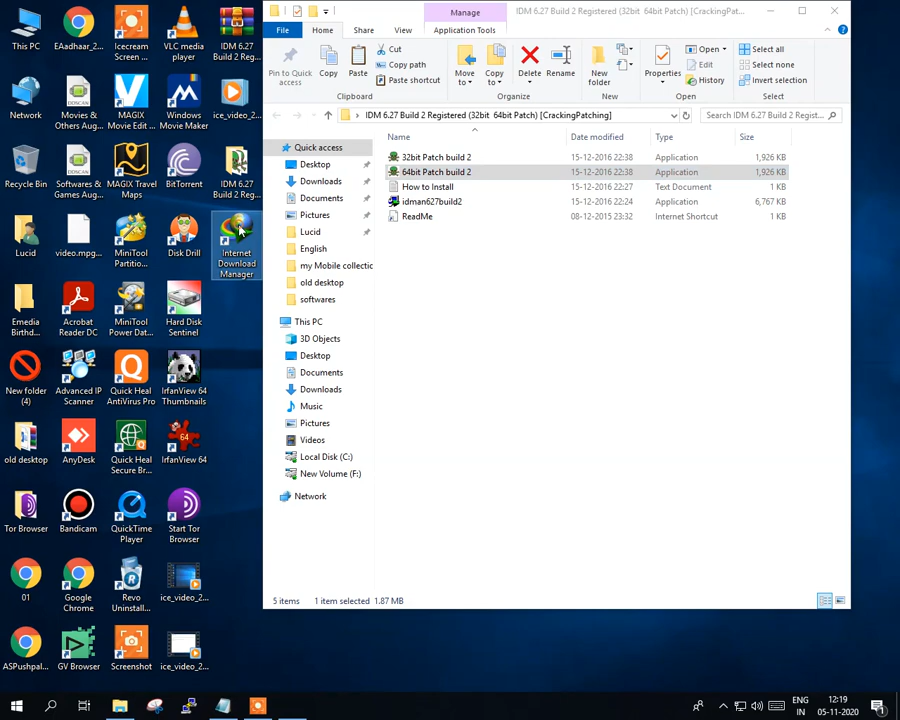 Manage
IDM 6.27 Build 2 Registered (32bit 64bit Patch) [CrackingPat...
File
Home
Share
View
Application Tools
Pin to Quick access
Copy
Paste
Cut
Copy path
Paste shortcut
Move to
Copy to
Delete
Rename
New folder
Properties
Open
Edit
History
Select all
Select none
Invert selection
Clipboard
Organize
New
Open
Select
IDM 6.27 Build 2 Registered (32bit 64bit Patch) [CrackingPatching]
Search IDM 6.27 Build 2 Regist...
Name
Date modified
Type
Size
32bit Patch build 2
15-12-2016 22:38
Application
1,926 KB
64bit Patch build 2
15-12-2016 22:38
Application
1,926 KB
How to Install
15-12-2016 22:27
Text Document
1 KB
idman627build2
15-12-2016 22:24
Application
6,767 KB
ReadMe
08-12-2015 23:32
Internet Shortcut
1 KB
Quick access
Desktop
Downloads
Documents
Pictures
Lucid
English
my Mobile collectic
old desktop
softwares
This PC
3D Objects
Desktop
Documents
Downloads
Music
Pictures
Videos
Local Disk (C:)
New Volume (F:)
Network
5 items
1 item selected 1.87 MB
This PC
EAadhaar_2...
Icecream Screen ...
VLC media player
IDM 6.27 Build 2 Reg...
Network
DDSCAN
Movies & Others Aug...
MAGIX Movie Edit ...
Windows Movie Maker
ice_video_2...
Recycle Bin
DDSCAN
Softwares & Games Aug...
MAGIX Travel Maps
BitTorrent
IDM 6.27 Build 2 Reg...
Lucid
video.mpg...
MiniTool Partitio...
Disk Drill
Internet Download Manager
Emedia Birthd...
Acrobat Reader DC
MiniTool Power Dat...
Hard Disk Sentinel
New folder (4)
Advanced IP Scanner
Quick Heal AntiVirus Pro
IrfanView 64 Thumbnails
old desktop
AnyDesk
Quick Heal Secure Br...
64
IrfanView 64
Tor Browser
Bandicam
QuickTime Player
Start Tor Browser
01
Google Chrome
Revo Uninstall...
ice_video_2...
ASPushpal...
GV Browser
Screenshot
ice_video_2...
ENG
IN
12:19
05-11-2020
1